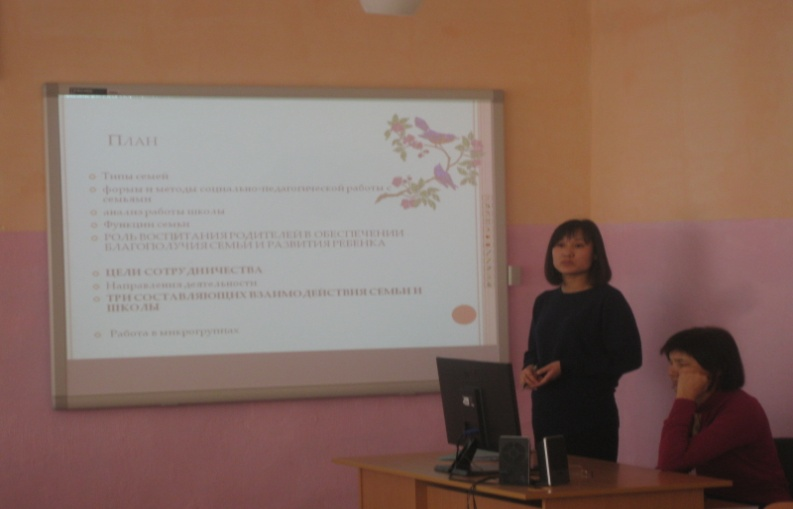 План
Типы семей
формы и методы социально-педагогической работы с
семьями
анализ работы школы
Функции семьи
РОЛЬ ВОСПИТАНИЯ РОДИТЕЛЕЙ В ОБЕСПЕЧЕНИИ
БЛАГОПОЛУЧИЯ СЕМЬИ И РАЗВИТИЯ РЕБЕНКА
ЦЕЛИ СОТРУДНИЧЕСТВА
Направления деятельности
ТРИ СОСТАВЛЯЮЩИХ ВЗАИМОДЕЙСТВИЯ СЕМЬИ И
ШКОЛЫ
Работа в микрогруппах